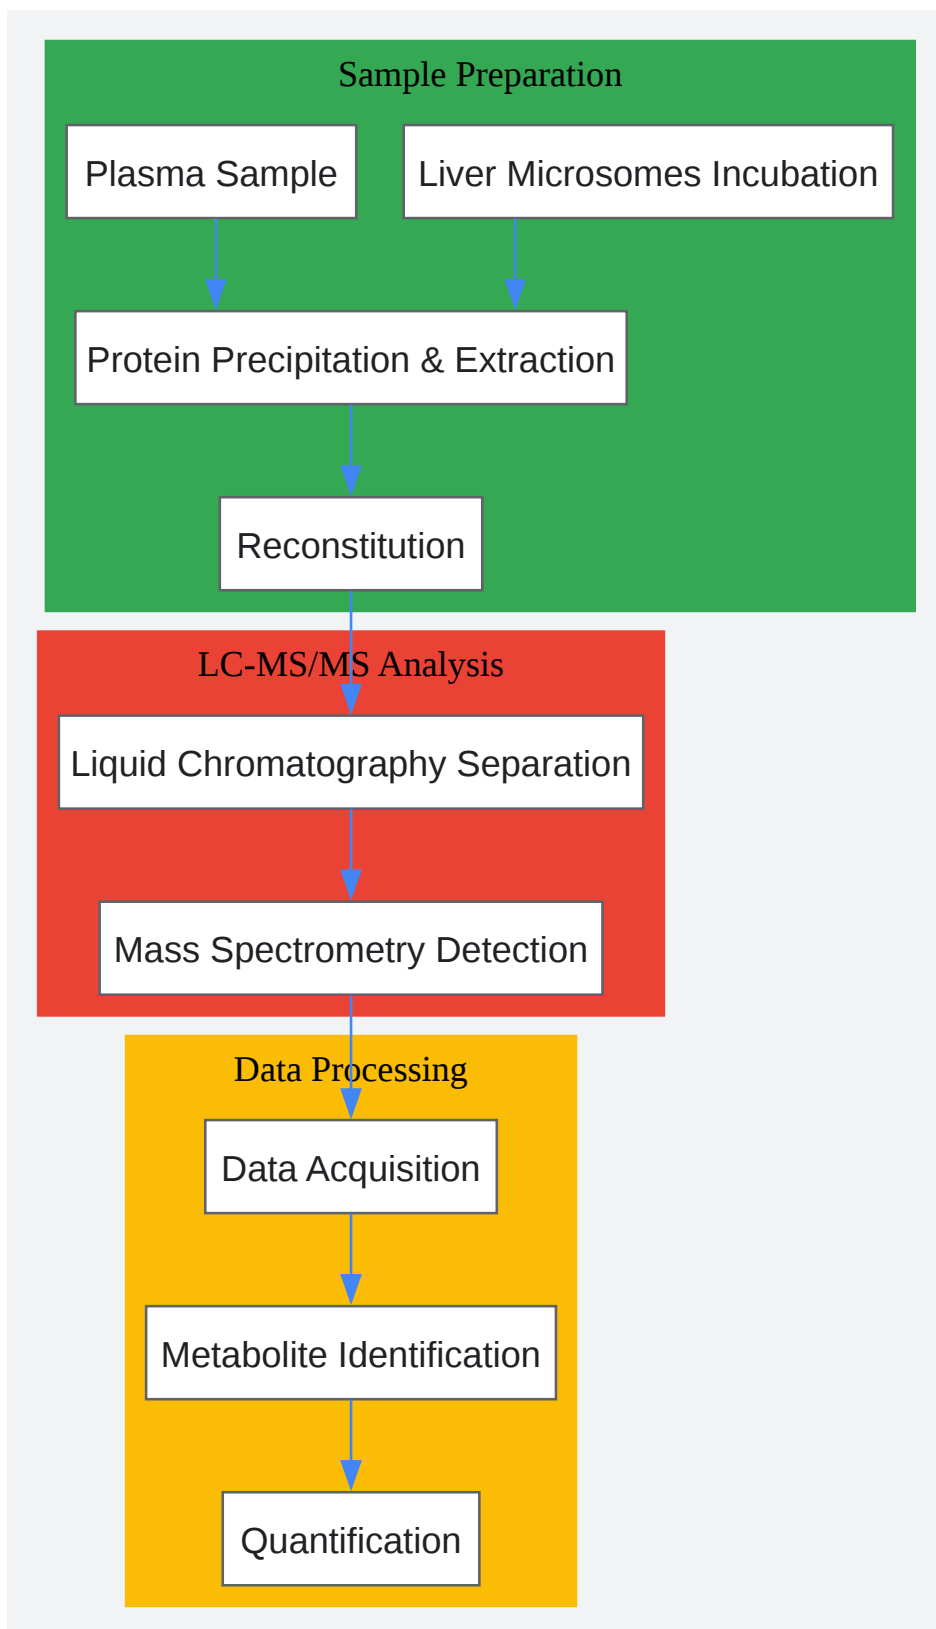 Sample Preparation
Plasma Sample
Liver Microsomes Incubation
Protein Precipitation & Extraction
Reconstitution
LC-MS/MS Analysis
Liquid Chromatography Separation
Mass Spectrometry Detection
Data Processing
Data Acquisition
Metabolite Identification
Quantification